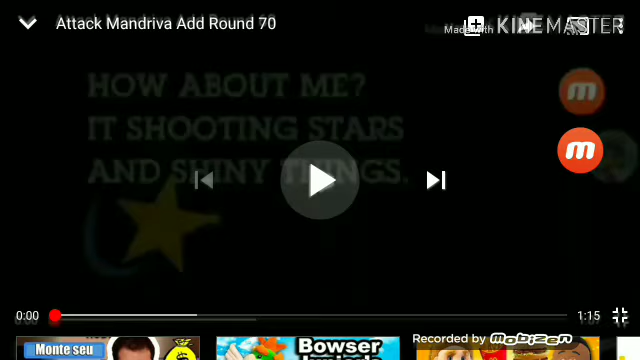 Attack Mandriva Add Round 70
Made with KINEMASTER
HOW ABOUT ME?
IT SHOOTING STARS
AND SHINY THINGS.
0:00
1:15
Recorded by mobizen
Monte seu
Bowser